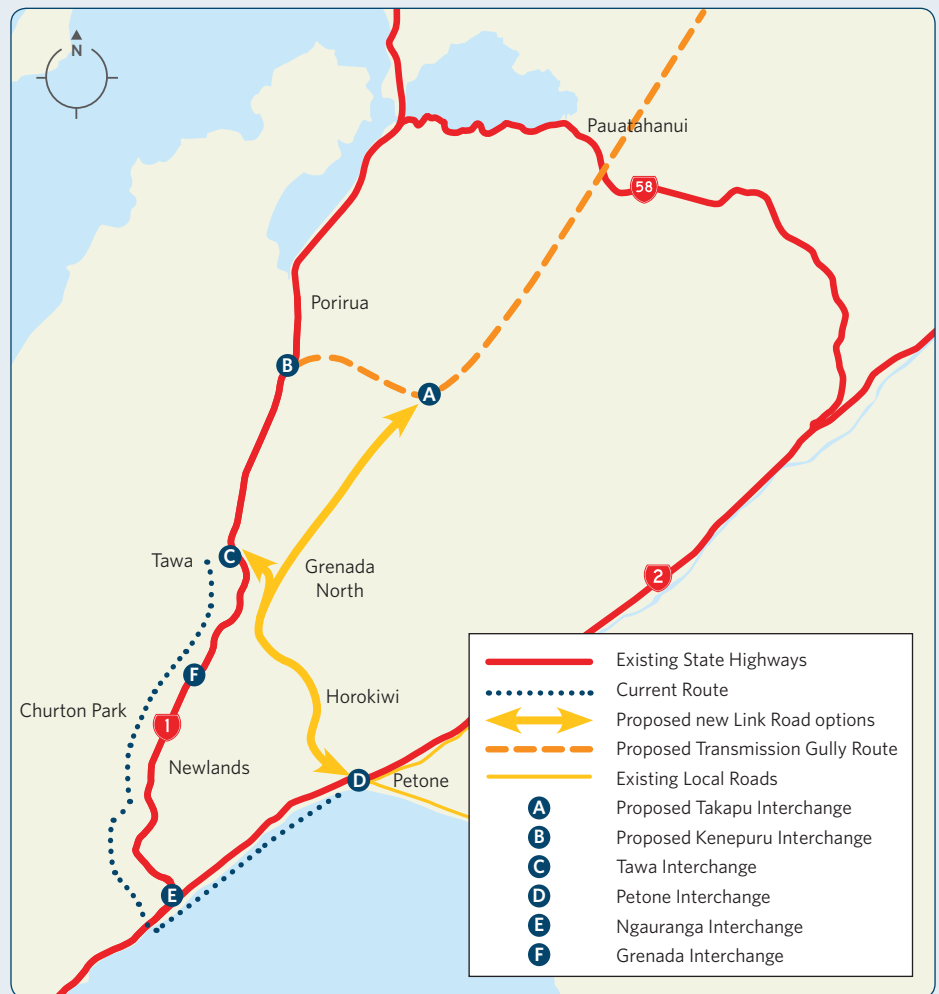 N
Pauatahanui
58
Porirua
B
A
Tawa
C
Grenada
North
2
F
Churton Park
1
Horokiwi
Newlands
D
Petone
E
Existing State Highways
Current Route
Proposed new Link Road options
Proposed Transmission Gully Route
Existing Local Roads
A Proposed Takapu Interchange
B Proposed Kenepuru Interchange
C Tawa Interchange
D Petone Interchange
E Ngauranga Interchange
F Grenada Interchange